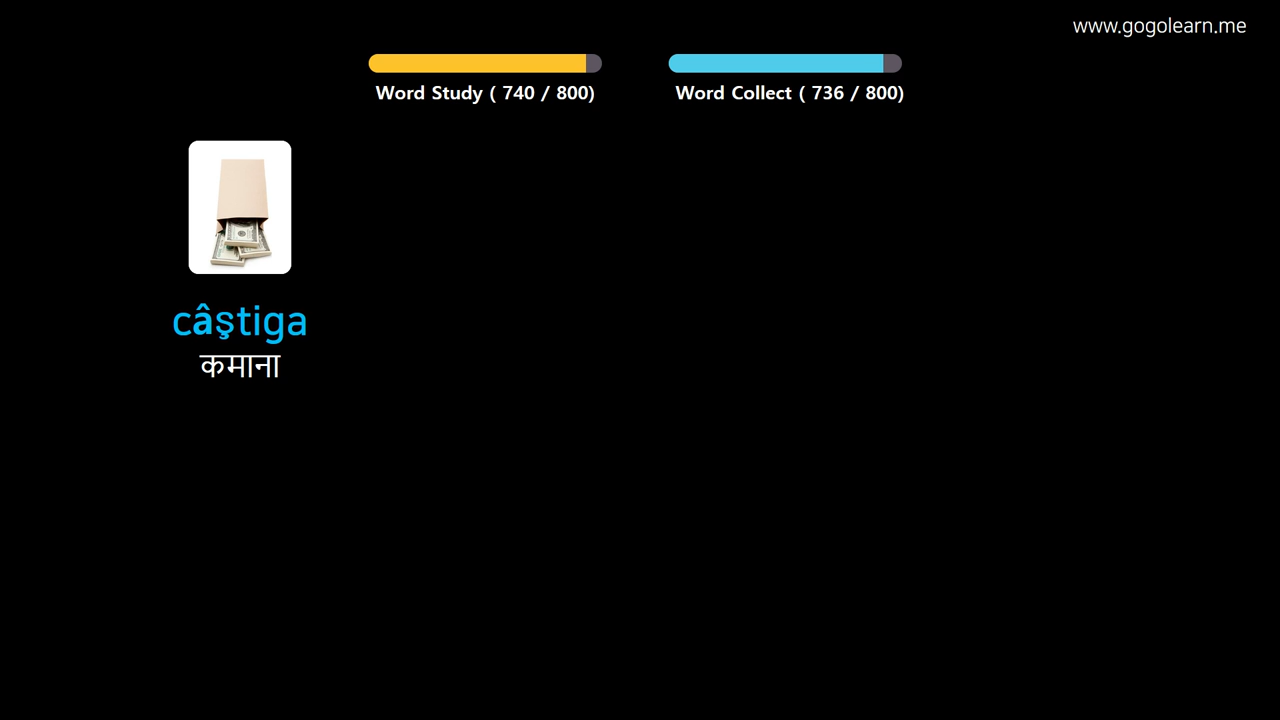 www.gogolearn.me
Word Study ( 740 / 800)
Word Collect ( 736 / 800)
câştiga
कमाना